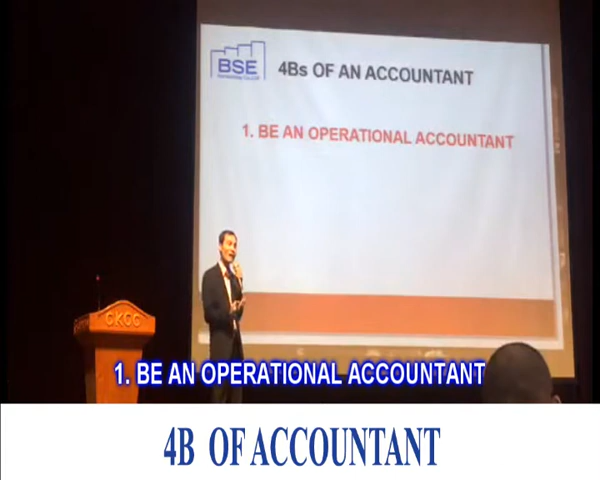 BSE
4Bs OF AN ACCOUNTANT
1. BE AN OPERATIONAL ACCOUNTANT
CKCC
1. BE AN OPERATIONAL ACCOUNTANT
4B OF ACCOUNTANT